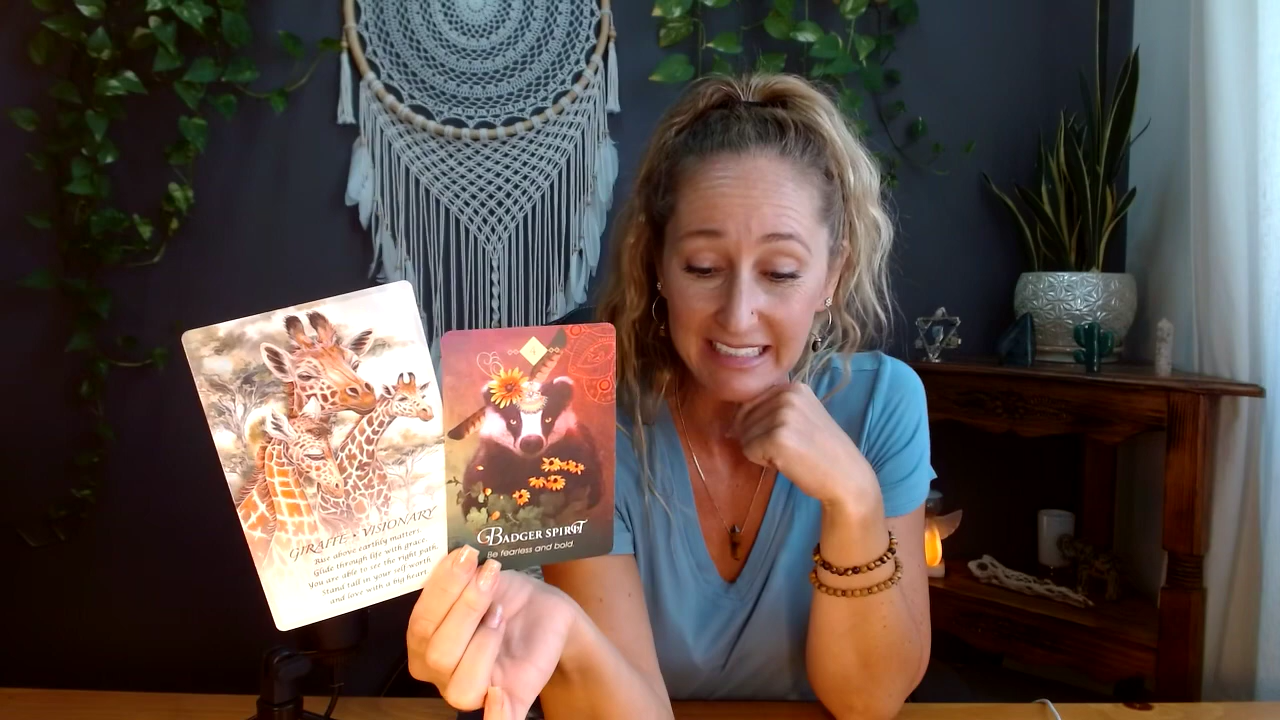 GIRAFFE • VISIONARY
Rise above earthly matters.
Glide through life with grace.
You are able to see the right path.
Stand tall in your self-worth
and love with a big heart.
BADGER SPIRIT
Be fearless and bold.